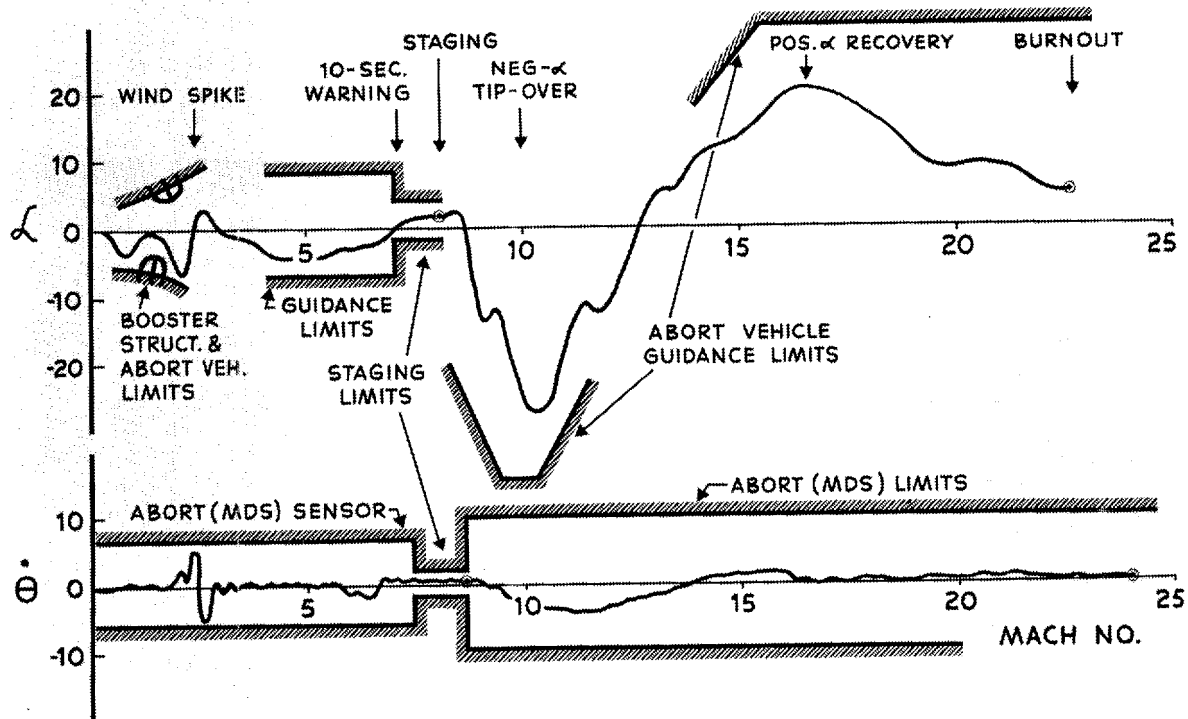 STAGING
POS. α RECOVERY
BURNOUT
10-SEC.
WARNING
NEG-α
TIP-OVER
WIND SPIKE
20
10
α
0
5
10
15
20
25
-10
-20
BOOSTER
STRUCT. &
ABORT VEH.
LIMITS
GUIDANCE
LIMITS
STAGING
LIMITS
ABORT VEHICLE
GUIDANCE LIMITS
ABORT (MDS) SENSOR
ABORT (MDS) LIMITS
10
θ̇
0
5
10
15
20
25
-10
MACH NO.